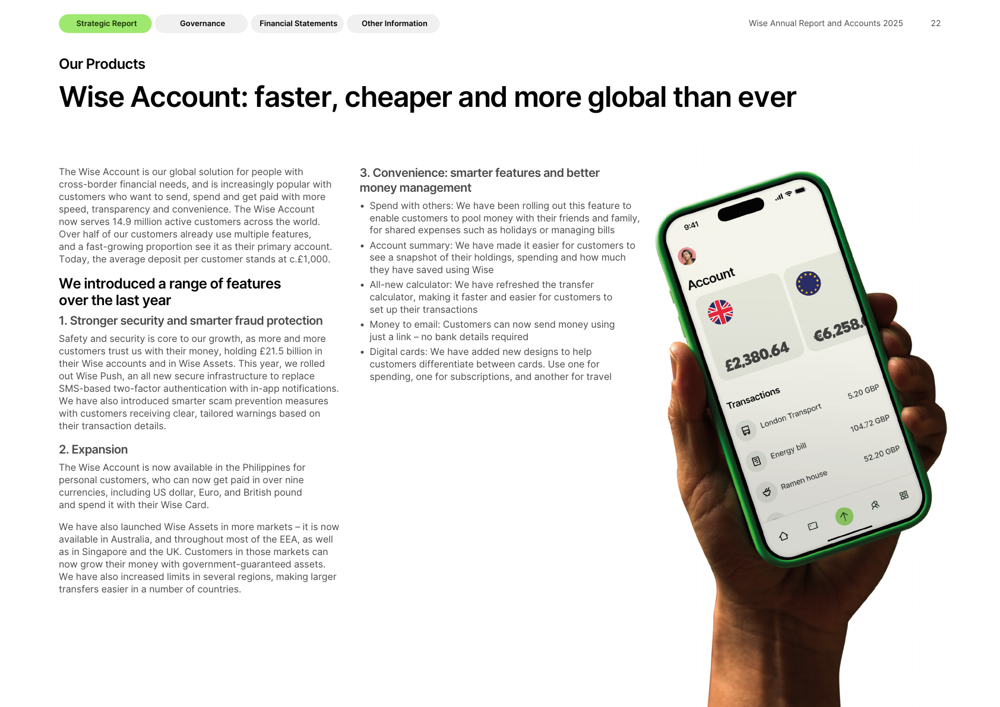 Strategic Report
Governance
Financial Statements
Other Information
Wise Annual Report and Accounts 2025
22
Our Products
Wise Account: faster, cheaper and more global than ever
The Wise Account is our global solution for people with
cross-border financial needs, and is increasingly popular with
customers who want to send, spend and get paid with more
speed, transparency and convenience. The Wise Account
now serves 14.9 million active customers across the world.
Over half of our customers already use multiple features,
and a fast-growing proportion see it as their primary account.
Today, the average deposit per customer stands at c.£1,000.
We introduced a range of features
over the last year
1. Stronger security and smarter fraud protection
Safety and security is core to our growth, as more and more
customers trust us with their money, holding £21.5 billion in
their Wise accounts and in Wise Assets. This year, we rolled
out Wise Push, an all new secure infrastructure to replace
SMS-based two-factor authentication with in-app notifications.
We have also introduced smarter scam prevention measures
with customers receiving clear, tailored warnings based on
their transaction details.
2. Expansion
The Wise Account is now available in the Philippines for
personal customers, who can now get paid in over nine
currencies, including US dollar, Euro, and British pound
and spend it with their Wise Card.
We have also launched Wise Assets in more markets – it is now
available in Australia, and throughout most of the EEA, as well
as in Singapore and the UK. Customers in those markets can
now grow their money with government-guaranteed assets.
We have also increased limits in several regions, making larger
transfers easier in a number of countries.
3. Convenience: smarter features and better
money management
• Spend with others: We have been rolling out this feature to
enable customers to pool money with their friends and family,
for shared expenses such as holidays or managing bills
• Account summary: We have made it easier for customers to
see a snapshot of their holdings, spending and how much
they have saved using Wise
• All-new calculator: We have refreshed the transfer
calculator, making it faster and easier for customers to
set up their transactions
• Money to email: Customers can now send money using
just a link – no bank details required
• Digital cards: We have added new designs to help
customers differentiate between cards. Use one for
spending, one for subscriptions, and another for travel
9:41
Account
£2,380.64
€6,258.
Transactions
London Transport
5.20 GBP
Energy bill
104.72 GBP
Ramen house
52.20 GBP